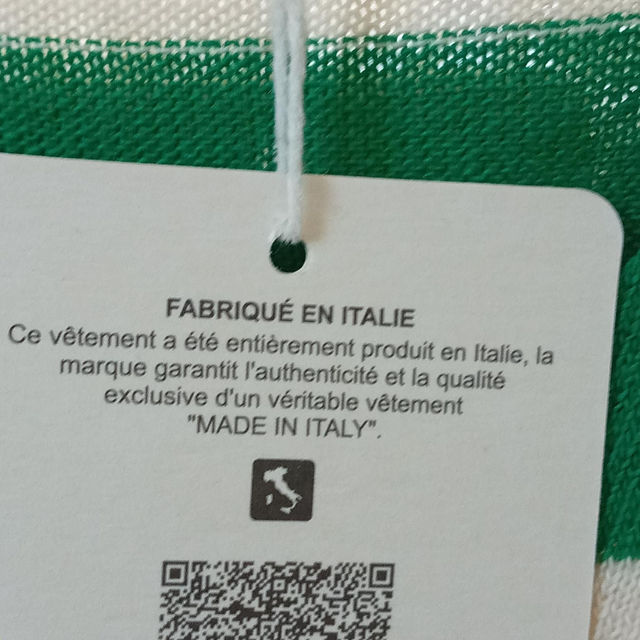 FABRIQUÉ EN ITALIE
Ce vêtement a été entièrement produit en Italie, la
marque garantit l'authenticité et la qualité
exclusive d'un véritable vêtement
"MADE IN ITALY".